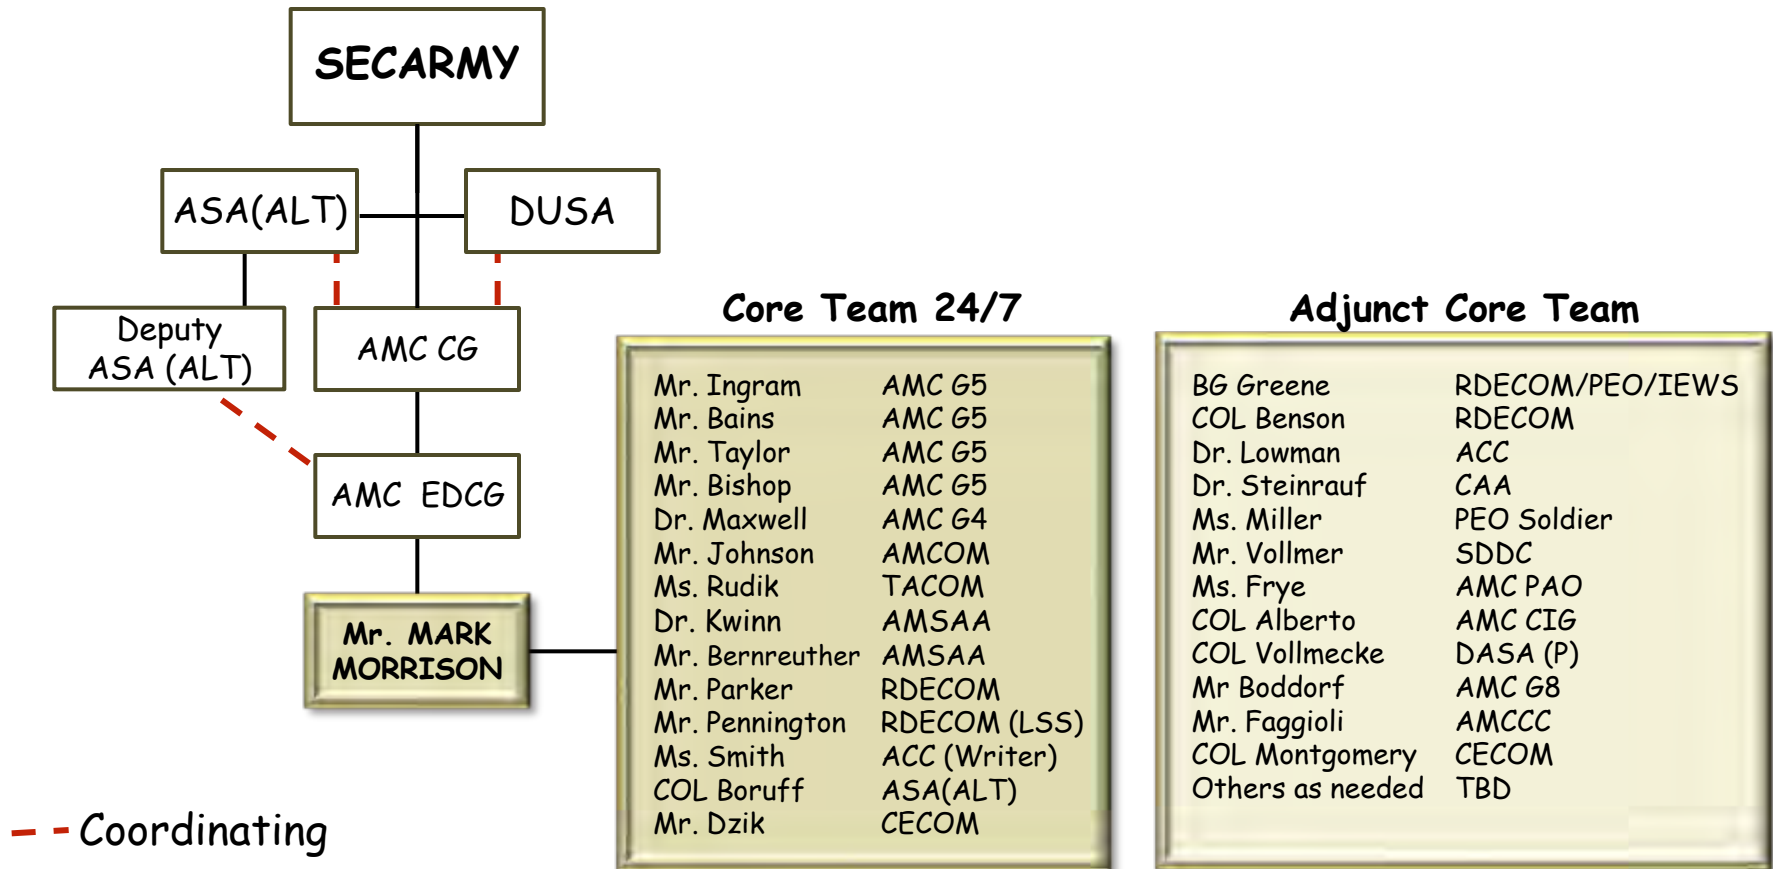 SECARMY
ASA(ALT)
DUSA
Deputy
ASA (ALT)
AMC CG
AMC EDCG
Mr. MARK
MORRISON
Core Team 24/7
Mr. Ingram AMC G5
Mr. Bains AMC G5
Mr. Taylor AMC G5
Mr. Bishop AMC G5
Dr. Maxwell AMC G4
Mr. Johnson AMCOM
Ms. Rudik TACOM
Dr. Kwinn AMSAA
Mr. Bernreuther AMSAA
Mr. Parker RDECOM
Mr. Pennington RDECOM (LSS)
Ms. Smith ACC (Writer)
COL Boruff ASA(ALT)
Mr. Dzik CECOM
Adjunct Core Team
BG Greene RDECOM/PEO/IEWS
COL Benson RDECOM
Dr. Lowman ACC
Dr. Steinrauf CAA
Ms. Miller PEO Soldier
Mr. Vollmer SDDC
Ms. Frye AMC PAO
COL Alberto AMC CIG
COL Vollmecke DASA (P)
Mr Boddorf AMC G8
Mr. Faggioli AMCCC
COL Montgomery CECOM
Others as needed TBD
Coordinating